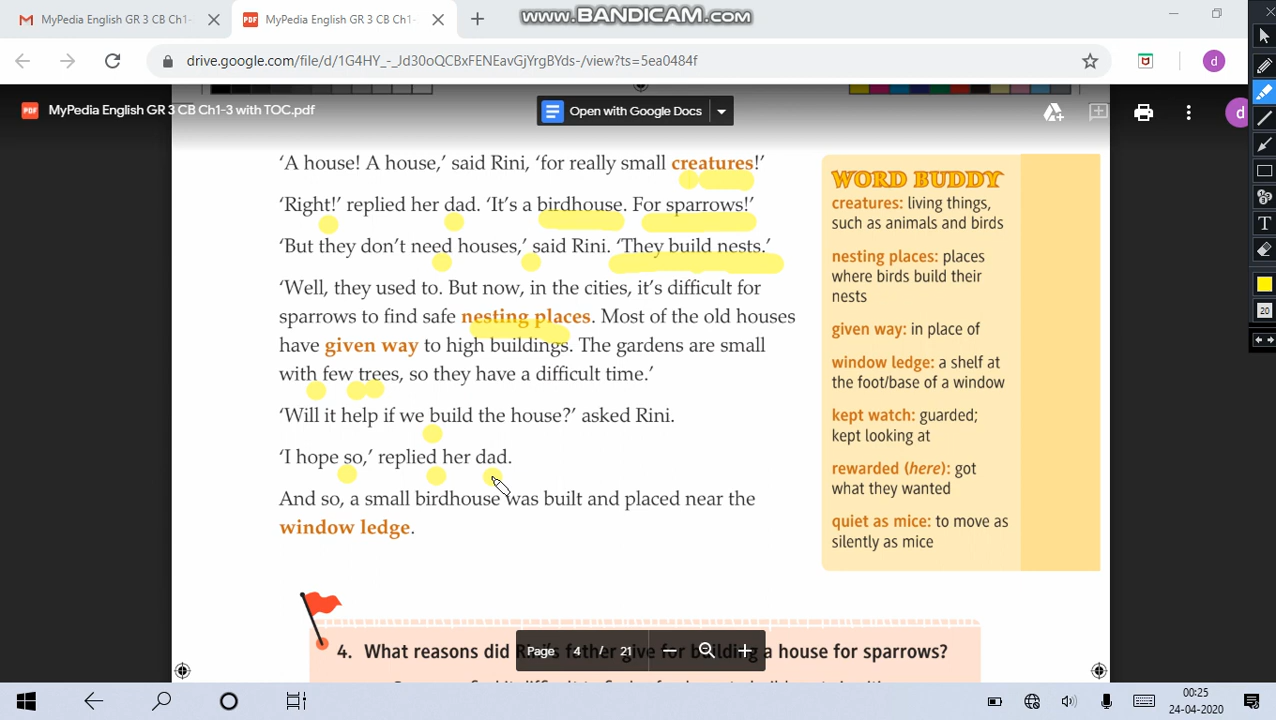 www.BANDICAM.com
MyPedia English GR 3 CB Ch1-
MyPedia English GR 3 CB Ch1-
drive.google.com/file/d/1G4HY_-_Jd30oQCBxFENEavGjYrgBYds-/view?ts=5ea0484f
d
MyPedia English GR 3 CB Ch1-3 with TOC.pdf
Open with Google Docs
d
‘A house! A house,’ said Rini, ‘for really small creatures!’
‘Right!’ replied her dad. ‘It’s a birdhouse. For sparrows!’
‘But they don’t need houses,’ said Rini. ‘They build nests.’
‘Well, they used to. But now, in the cities, it’s difficult for
sparrows to find safe nesting places. Most of the old houses
have given way to high buildings. The gardens are small
with few trees, so they have a difficult time.’
‘Will it help if we build the house?’ asked Rini.
‘I hope so,’ replied her dad.
And so, a small birdhouse was built and placed near the
window ledge.
WORD BUDDY
creatures: living things,
such as animals and birds
nesting places: places
where birds build their
nests
given way: in place of
window ledge: a shelf at
the foot/base of a window
kept watch: guarded;
kept looking at
rewarded (here): got
what they wanted
quiet as mice: to move as
silently as mice
4. What reasons did Rini's father give for building a house for sparrows?
Page 4 / 21
T
20
00:25
24-04-2020